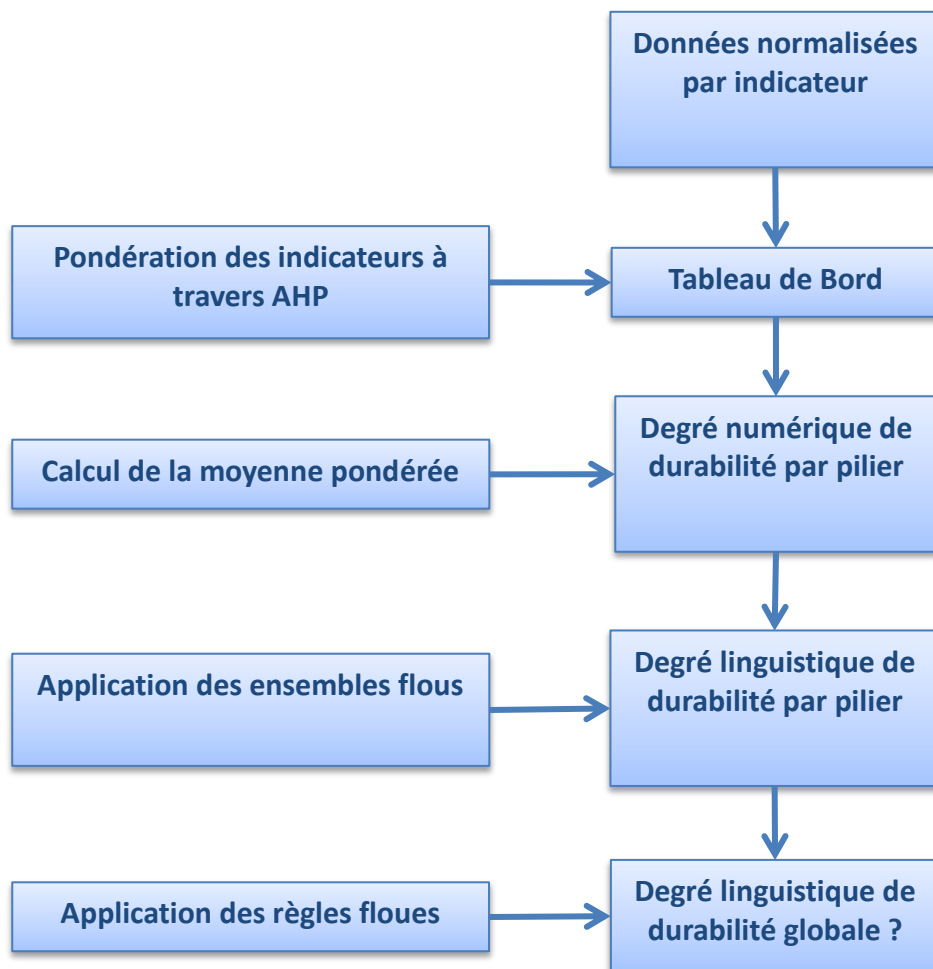 Données normalisées
par indicateur
Pondération des indicateurs à
travers AHP
Tableau de Bord
Calcul de la moyenne pondérée
Degré numérique de
durabilité par pilier
Application des ensembles flous
Degré linguistique de
durabilité par pilier
Application des règles floues
Degré linguistique de
durabilité globale ?